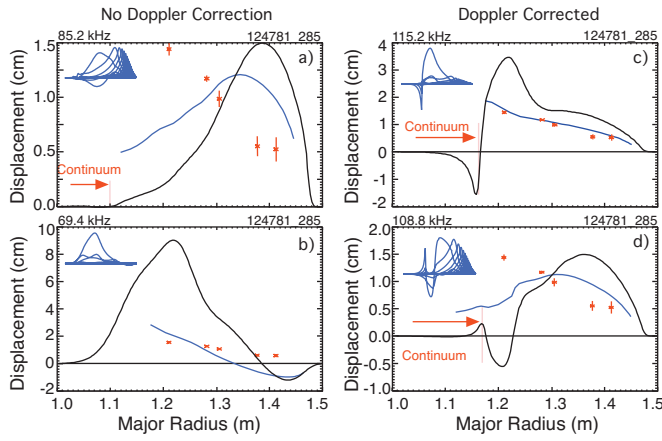 No Doppler Correction
Doppler Corrected
85.2 kHz 124781_285
115.2 kHz 124781_285
1.5
1.0
0.5
0.0
Displacement (cm)
a)
Continuum
4
3
2
1
0
-1
-2
Displacement (cm)
c)
Continuum
69.4 kHz 124781_285
108.8 kHz 124781_285
10
8
6
4
2
0
-2
Displacement (cm)
b)
2.0
1.5
1.0
0.5
0.0
-0.5
-1.0
Displacement (cm)
d)
Continuum
1.0 1.1 1.2 1.3 1.4 1.5
1.0 1.1 1.2 1.3 1.4 1.5
Major Radius (m)
Major Radius (m)